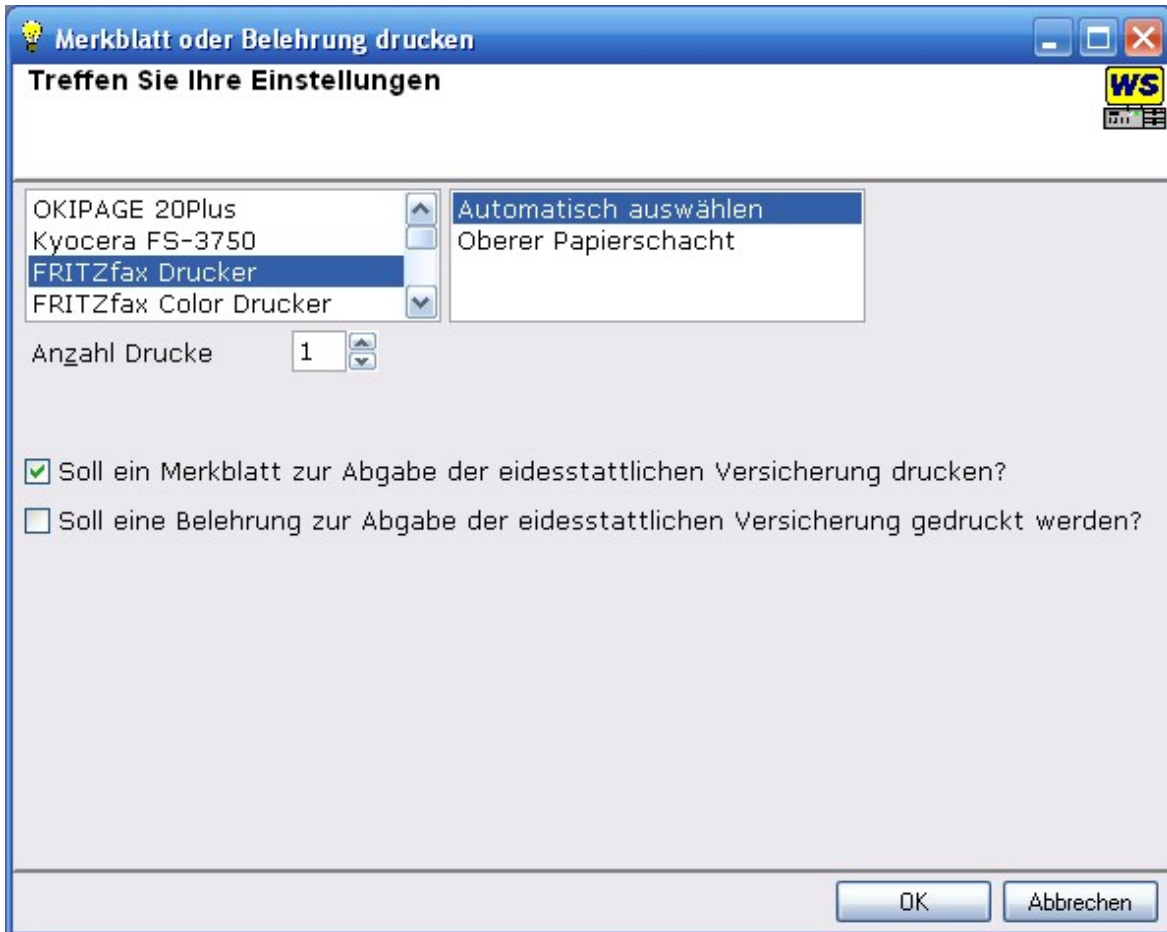 Merkblatt oder Belehrung drucken
Treffen Sie Ihre Einstellungen
WS
OKIPAGE 20Plus
Kyocera FS-3750
FRITZfax Drucker
FRITZfax Color Drucker
Automatisch auswählen
Oberer Papierschacht
Anzahl Drucke 1
Soll ein Merkblatt zur Abgabe der eidesstattlichen Versicherung drucken?
Soll eine Belehrung zur Abgabe der eidesstattlichen Versicherung gedruckt werden?
OK Abbrechen